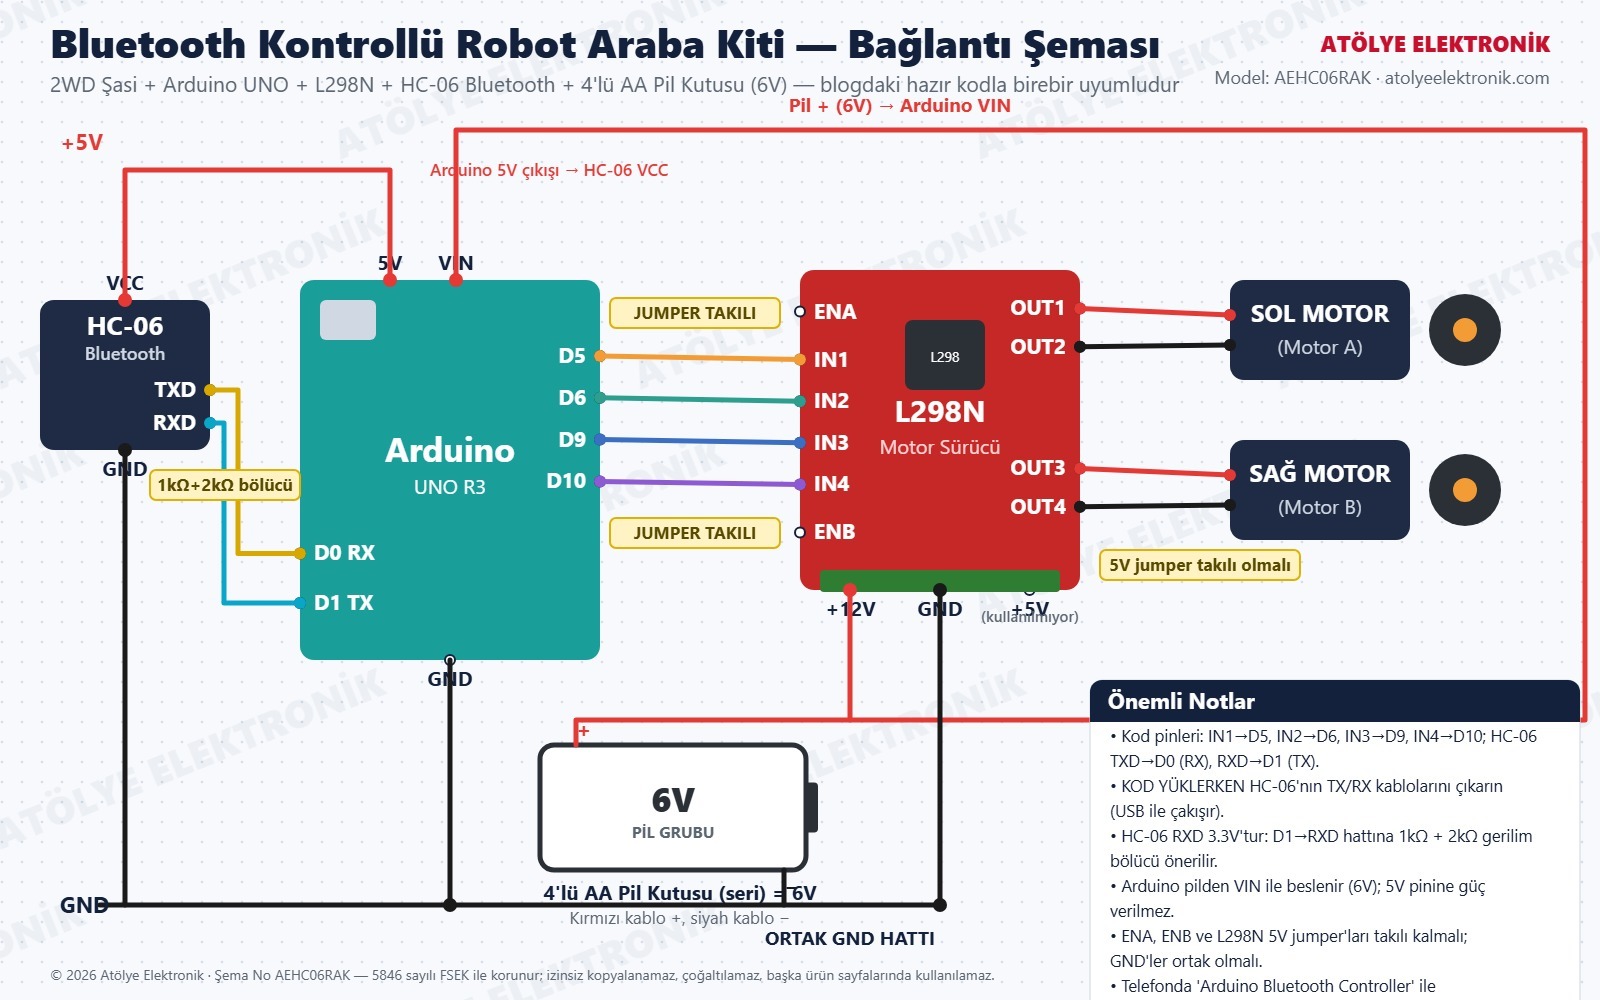 Bluetooth Kontrollü Robot Araba Kiti — Bağlantı Şeması
ATÖLYE ELEKTRONİK
2WD Şasi + Arduino UNO + L298N + HC-06 Bluetooth + 4'lü AA Pil Kutusu (6V) — blogdaki hazır kodla birebir uyumludur
Model: AEHC06RAK · atolyeelektronik.com
Pil + (6V) → Arduino VIN
+5V
Arduino 5V çıkışı → HC-06 VCC
5V
VIN
VCC
HC-06
Bluetooth
TXD
RXD
GND
1kΩ+2kΩ bölücü
Arduino
UNO R3
D5
D6
D9
D10
D0 RX
D1 TX
GND
JUMPER TAKILI
JUMPER TAKILI
ENA
IN1
IN2
IN3
IN4
ENB
L298
L298N
Motor Sürücü
OUT1
OUT2
OUT3
OUT4
+12V
GND
+5V
(kullanılmıyor)
SOL MOTOR
(Motor A)
SAĞ MOTOR
(Motor B)
5V jumper takılı olmalı
+
6V
PİL GRUBU
4'lü AA Pil Kutusu (seri) = 6V
−
Kırmızı kablo +, siyah kablo −
GND
ORTAK GND HATTI
Önemli Notlar
• Kod pinleri: IN1→D5, IN2→D6, IN3→D9, IN4→D10; HC-06
TXD→D0 (RX), RXD→D1 (TX).
• KOD YÜKLERKEN HC-06'nın TX/RX kablolarını çıkarın
(USB ile çakışır).
• HC-06 RXD 3.3V'tur: D1→RXD hattına 1kΩ + 2kΩ gerilim
bölücü önerilir.
• Arduino pilden VIN ile beslenir (6V); 5V pinine güç
verilmez.
• ENA, ENB ve L298N 5V jumper'ları takılı kalmalı;
GND'ler ortak olmalı.
• Telefonda 'Arduino Bluetooth Controller' ile
© 2026 Atölye Elektronik · Şema No AEHC06RAK — 5846 sayılı FSEK ile korunur; izinsiz kopyalanamaz, çoğaltılamaz, başka ürün sayfalarında kullanılamaz.